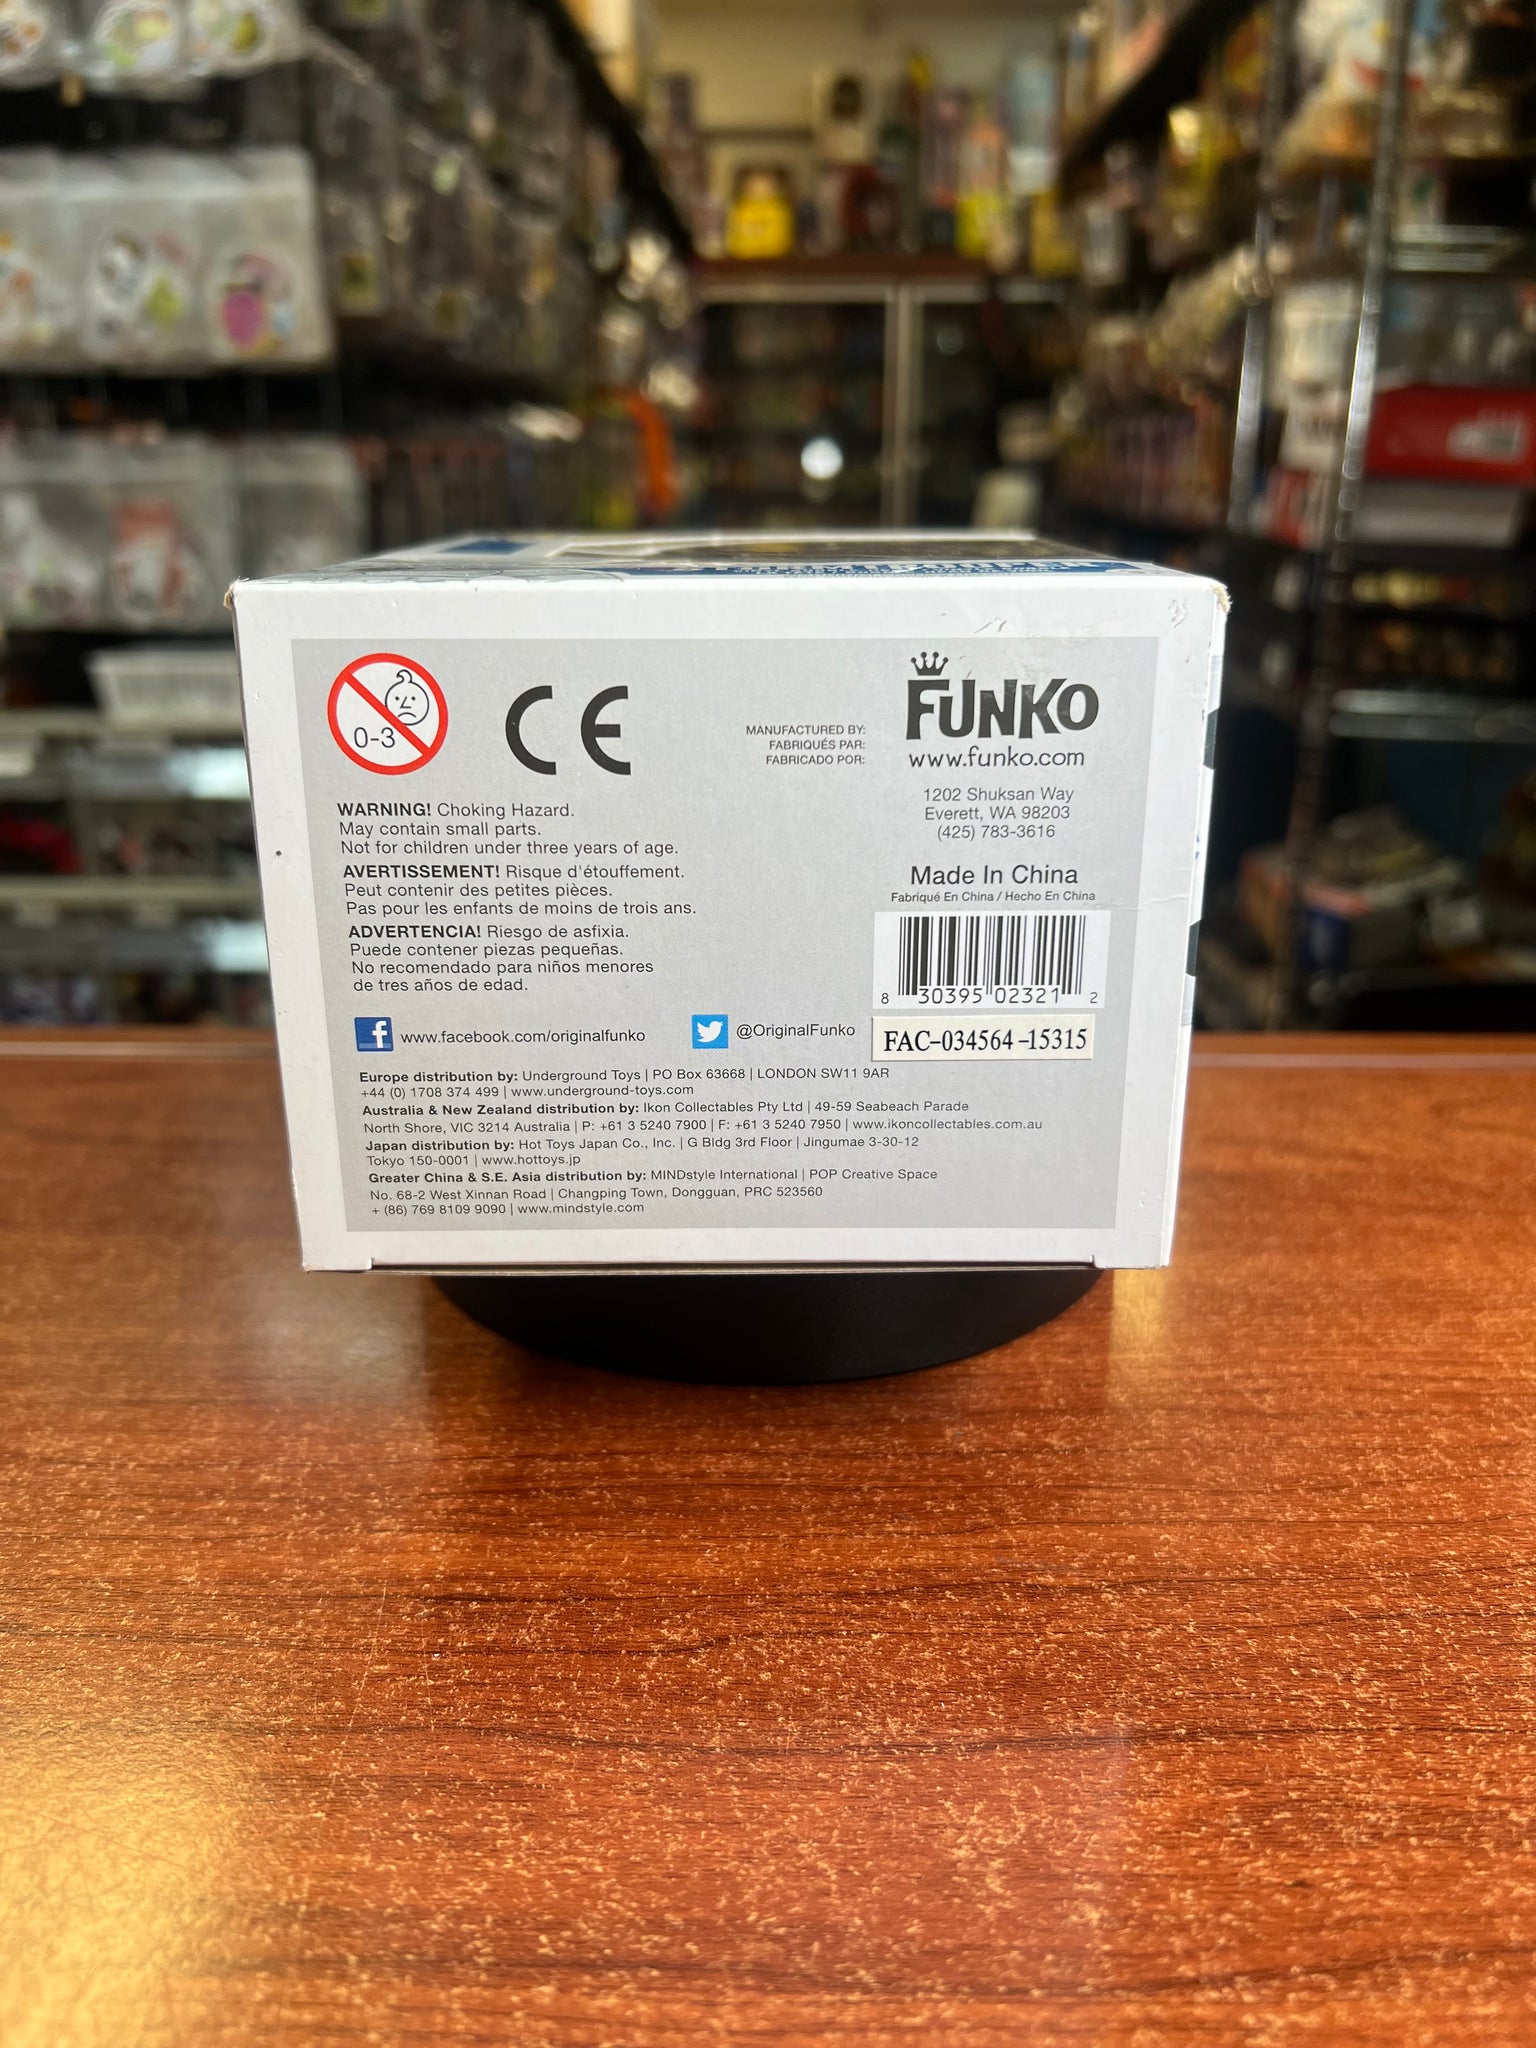 0-3
CE
MANUFACTURED BY:
FABRIQUÉS PAR:
FABRICADO POR:
FUNKO
www.funko.com
1202 Shuksan Way
Everett, WA 98203
(425) 783-3616
Made In China
Fabriqué En China / Hecho En China
8 30395 02321 2
FAC-034564-15315
WARNING! Choking Hazard.
May contain small parts.
Not for children under three years of age.
AVERTISSEMENT! Risque d'étouffement.
Peut contenir des petites pièces.
Pas pour les enfants de moins de trois ans.
ADVERTENCIA! Riesgo de asfixia.
Puede contener piezas pequeñas.
No recomendado para niños menores
de tres años de edad.
f www.facebook.com/originalfunko
@OriginalFunko
Europe distribution by: Underground Toys | PO Box 63668 | LONDON SW11 9AR
+44 (0) 1708 374 499 | www.underground-toys.com
Australia & New Zealand distribution by: Ikon Collectables Pty Ltd | 49-59 Seabeach Parade
North Shore, VIC 3214 Australia | P: +61 3 5240 7900 | F: +61 3 5240 7950 | www.ikoncollectables.com.au
Japan distribution by: Hot Toys Japan Co., Inc. | G Bldg 3rd Floor | Jingumae 3-30-12
Tokyo 150-0001 | www.hottoys.jp
Greater China & S.E. Asia distribution by: MINDstyle International | POP Creative Space
No. 68-2 West Xinnan Road | Changping Town, Dongguan, PRC 523560
+ (86) 769 8109 9090 | www.mindstyle.com